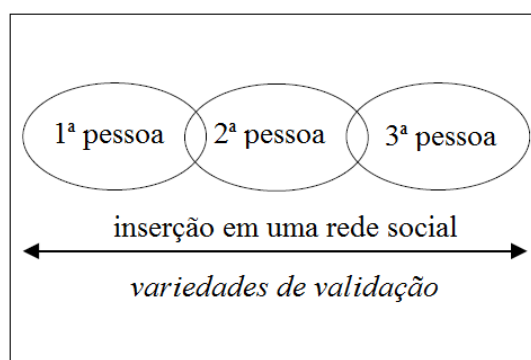 1ª pessoa 2ª pessoa 3ª pessoa
inserção em uma rede social
variedades de validação